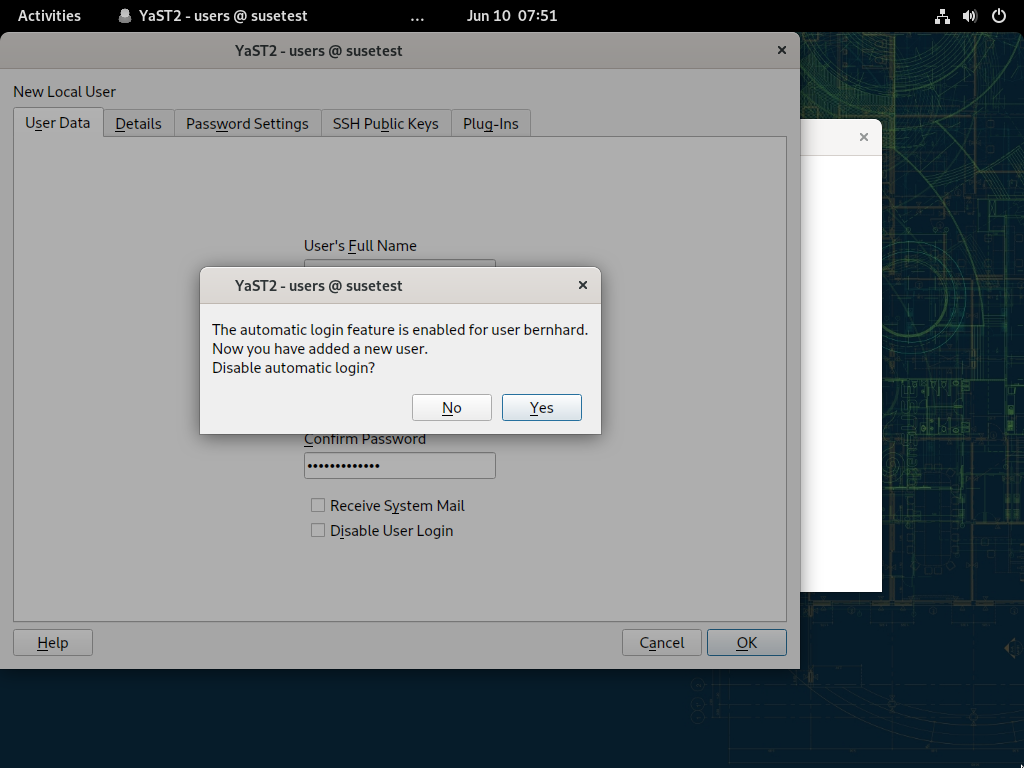 Activities
YaST2 - users @ susetest
...
Jun 10 07:51
YaST2 - users @ susetest
New Local User
User Data
Details
Password Settings
SSH Public Keys
Plug-Ins
User's Full Name
YaST2 - users @ susetest
The automatic login feature is enabled for user bernhard.
Now you have added a new user.
Disable automatic login?
No
Yes
Confirm Password
•••••••••••••
Receive System Mail
Disable User Login
Help
Cancel
OK